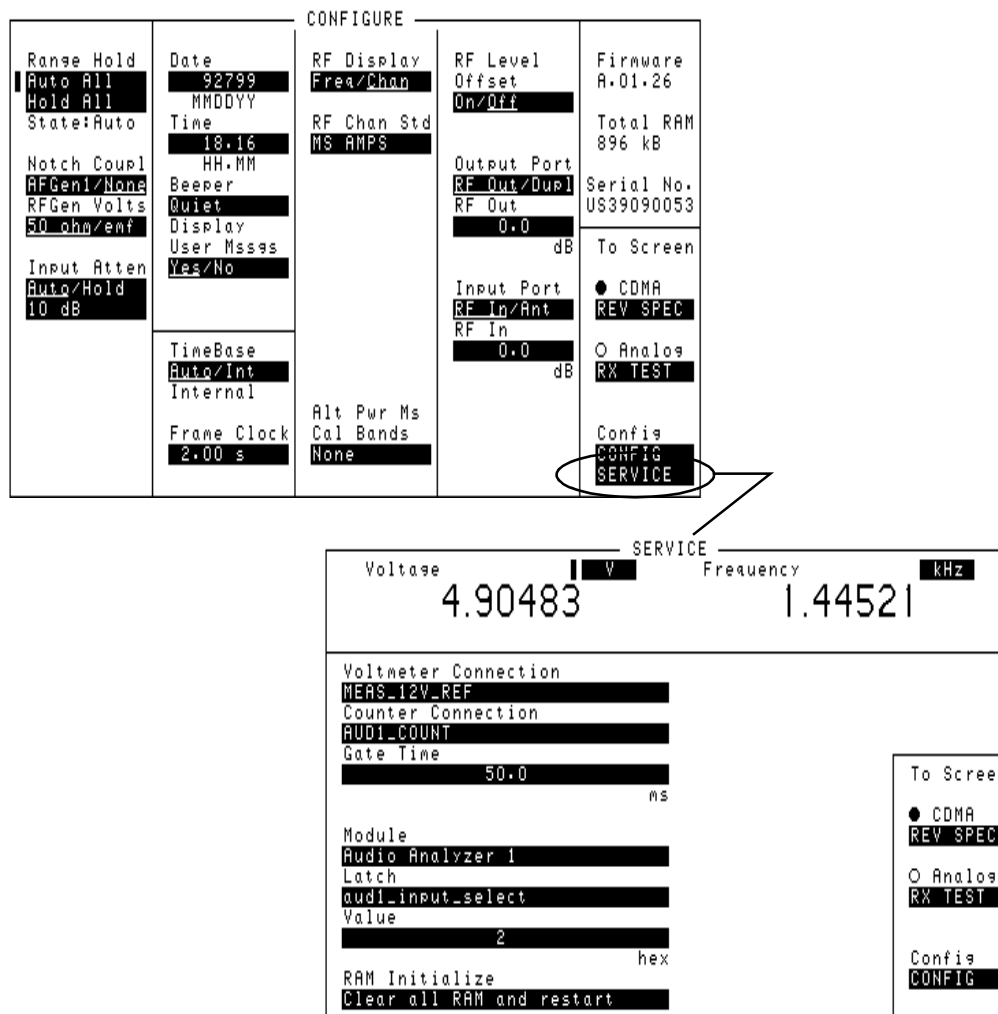 CONFIGURE
Range Hold
Auto All
Hold All
State:Auto
Notch Coupl
AFGen1/None
RFGen Volts
50 ohm/emf
Input Atten
Auto/Hold
10 dB
Date
92799
MMDDYY
Time
18.16
HH.MM
Beeper
Quiet
Display
User Mssgs
Yes/No
TimeBase
Auto/Int
Internal
Frame Clock
2.00 s
RF Display
Freq/Chan
RF Chan Std
MS AMPS
Alt Pwr Ms
Cal Bands
None
RF Level
Offset
On/Off
Output Port
RF Out/Dupl
RF Out
0.0
dB
Input Port
RF In/Ant
RF In
0.0
dB
Firmware
A.01.26
Total RAM
896 kB
Serial No.
US39090053
To Screen
CDMA
REV SPEC
Analog
RX TEST
Config
CONFIG
SERVICE
SERVICE
Voltage
V
4.90483
Frequency
kHz
1.44521
Voltmeter Connection
MEAS_12V_REF
Counter Connection
AUD1_COUNT
Gate Time
50.0
ms
Module
Audio Analyzer 1
Latch
aud1_input_select
Value
2
hex
RAM Initialize
Clear all RAM and restart
To Scree
CDMA
REV SPEC
Analog
RX TEST
Config
CONFIG